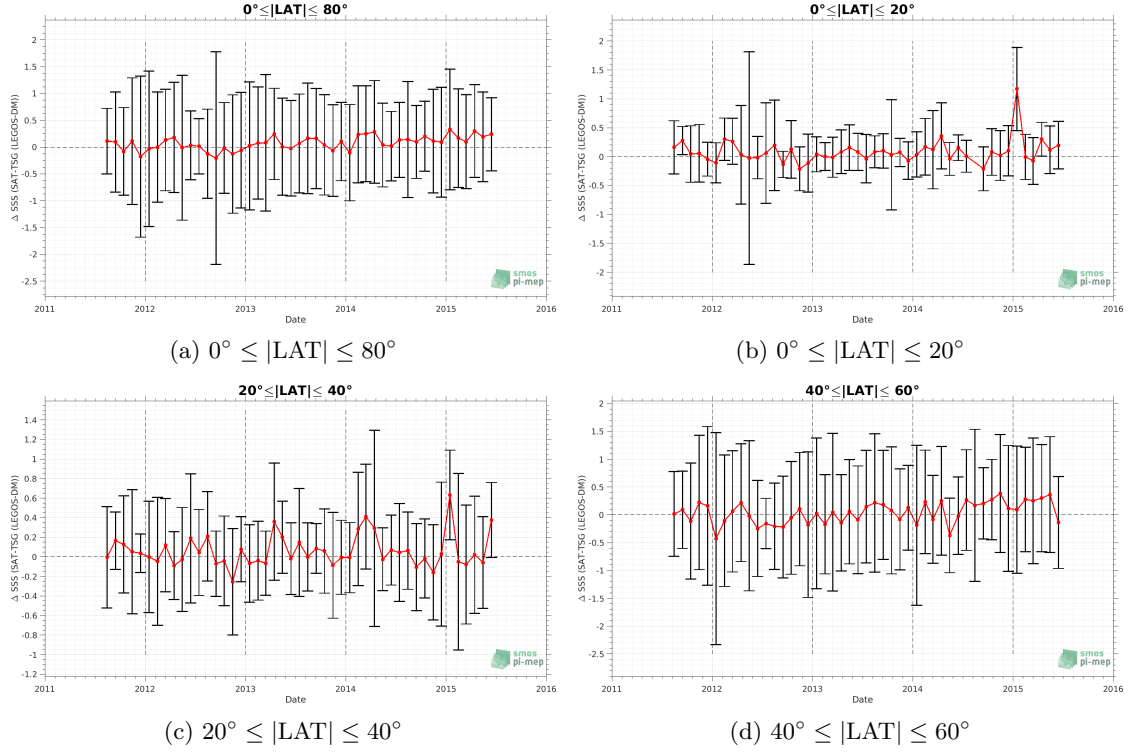 0°≤|LAT|≤ 80°
2
1.5
1
0.5
0
-0.5
-1
-1.5
-2
-2.5
Δ SSS (SAT-TSG (LEGOS-DM))
2011
2012
2013
2014
2015
2016
Date
smos
pi-mep
(a) 0° ≤ |LAT| ≤ 80°
0°≤|LAT|≤ 20°
2
1.5
1
0.5
0
-0.5
-1
-1.5
-2
Δ SSS (SAT-TSG (LEGOS-DM))
2011
2012
2013
2014
2015
2016
Date
smos
pi-mep
(b) 0° ≤ |LAT| ≤ 20°
20°≤|LAT|≤ 40°
1.4
1.2
1
0.8
0.6
0.4
0.2
0
-0.2
-0.4
-0.6
-0.8
-1
-1.2
Δ SSS (SAT-TSG (LEGOS-DM))
2011
2012
2013
2014
2015
2016
Date
smos
pi-mep
(c) 20° ≤ |LAT| ≤ 40°
40°≤|LAT|≤ 60°
2
1.5
1
0.5
0
-0.5
-1
-1.5
-2
-2.5
Δ SSS (SAT-TSG (LEGOS-DM))
2011
2012
2013
2014
2015
2016
Date
smos
pi-mep
(d) 40° ≤ |LAT| ≤ 60°